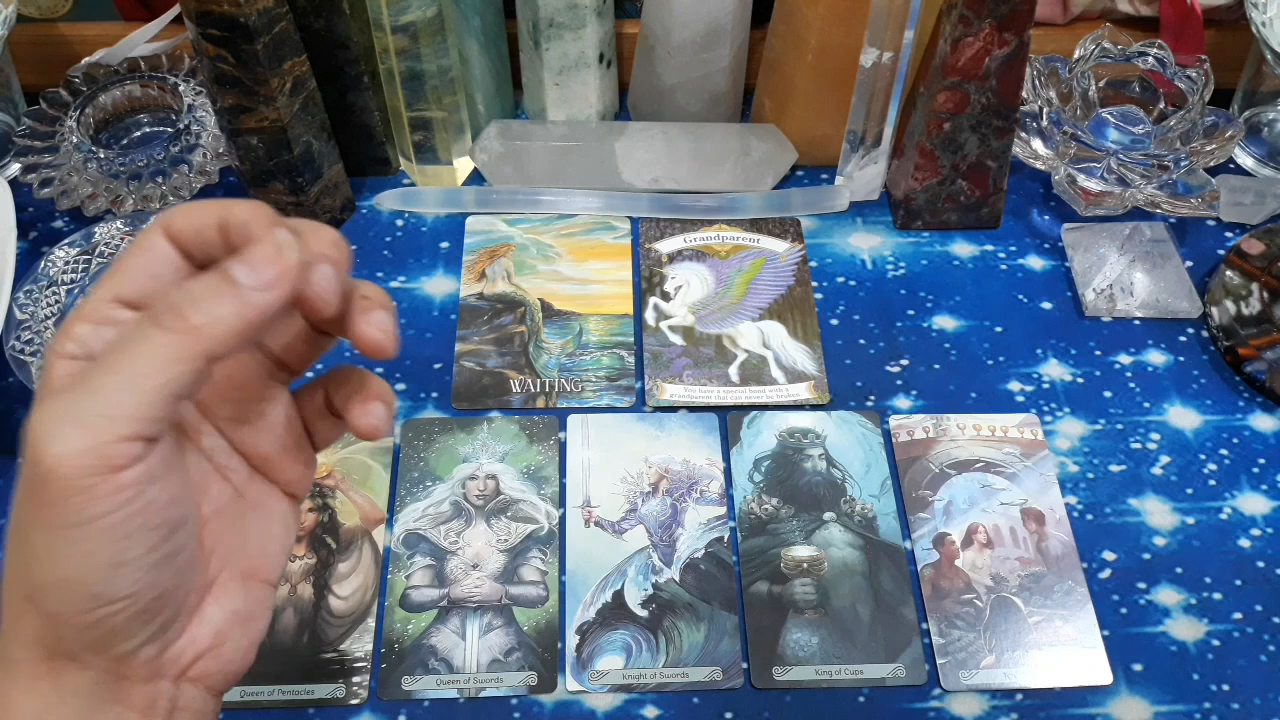 Grandparent
WAITING
You have a special bond with a
grandparent that can never be broken
Queen of Pentacles
Queen of Swords
Knight of Swords
King of Cups